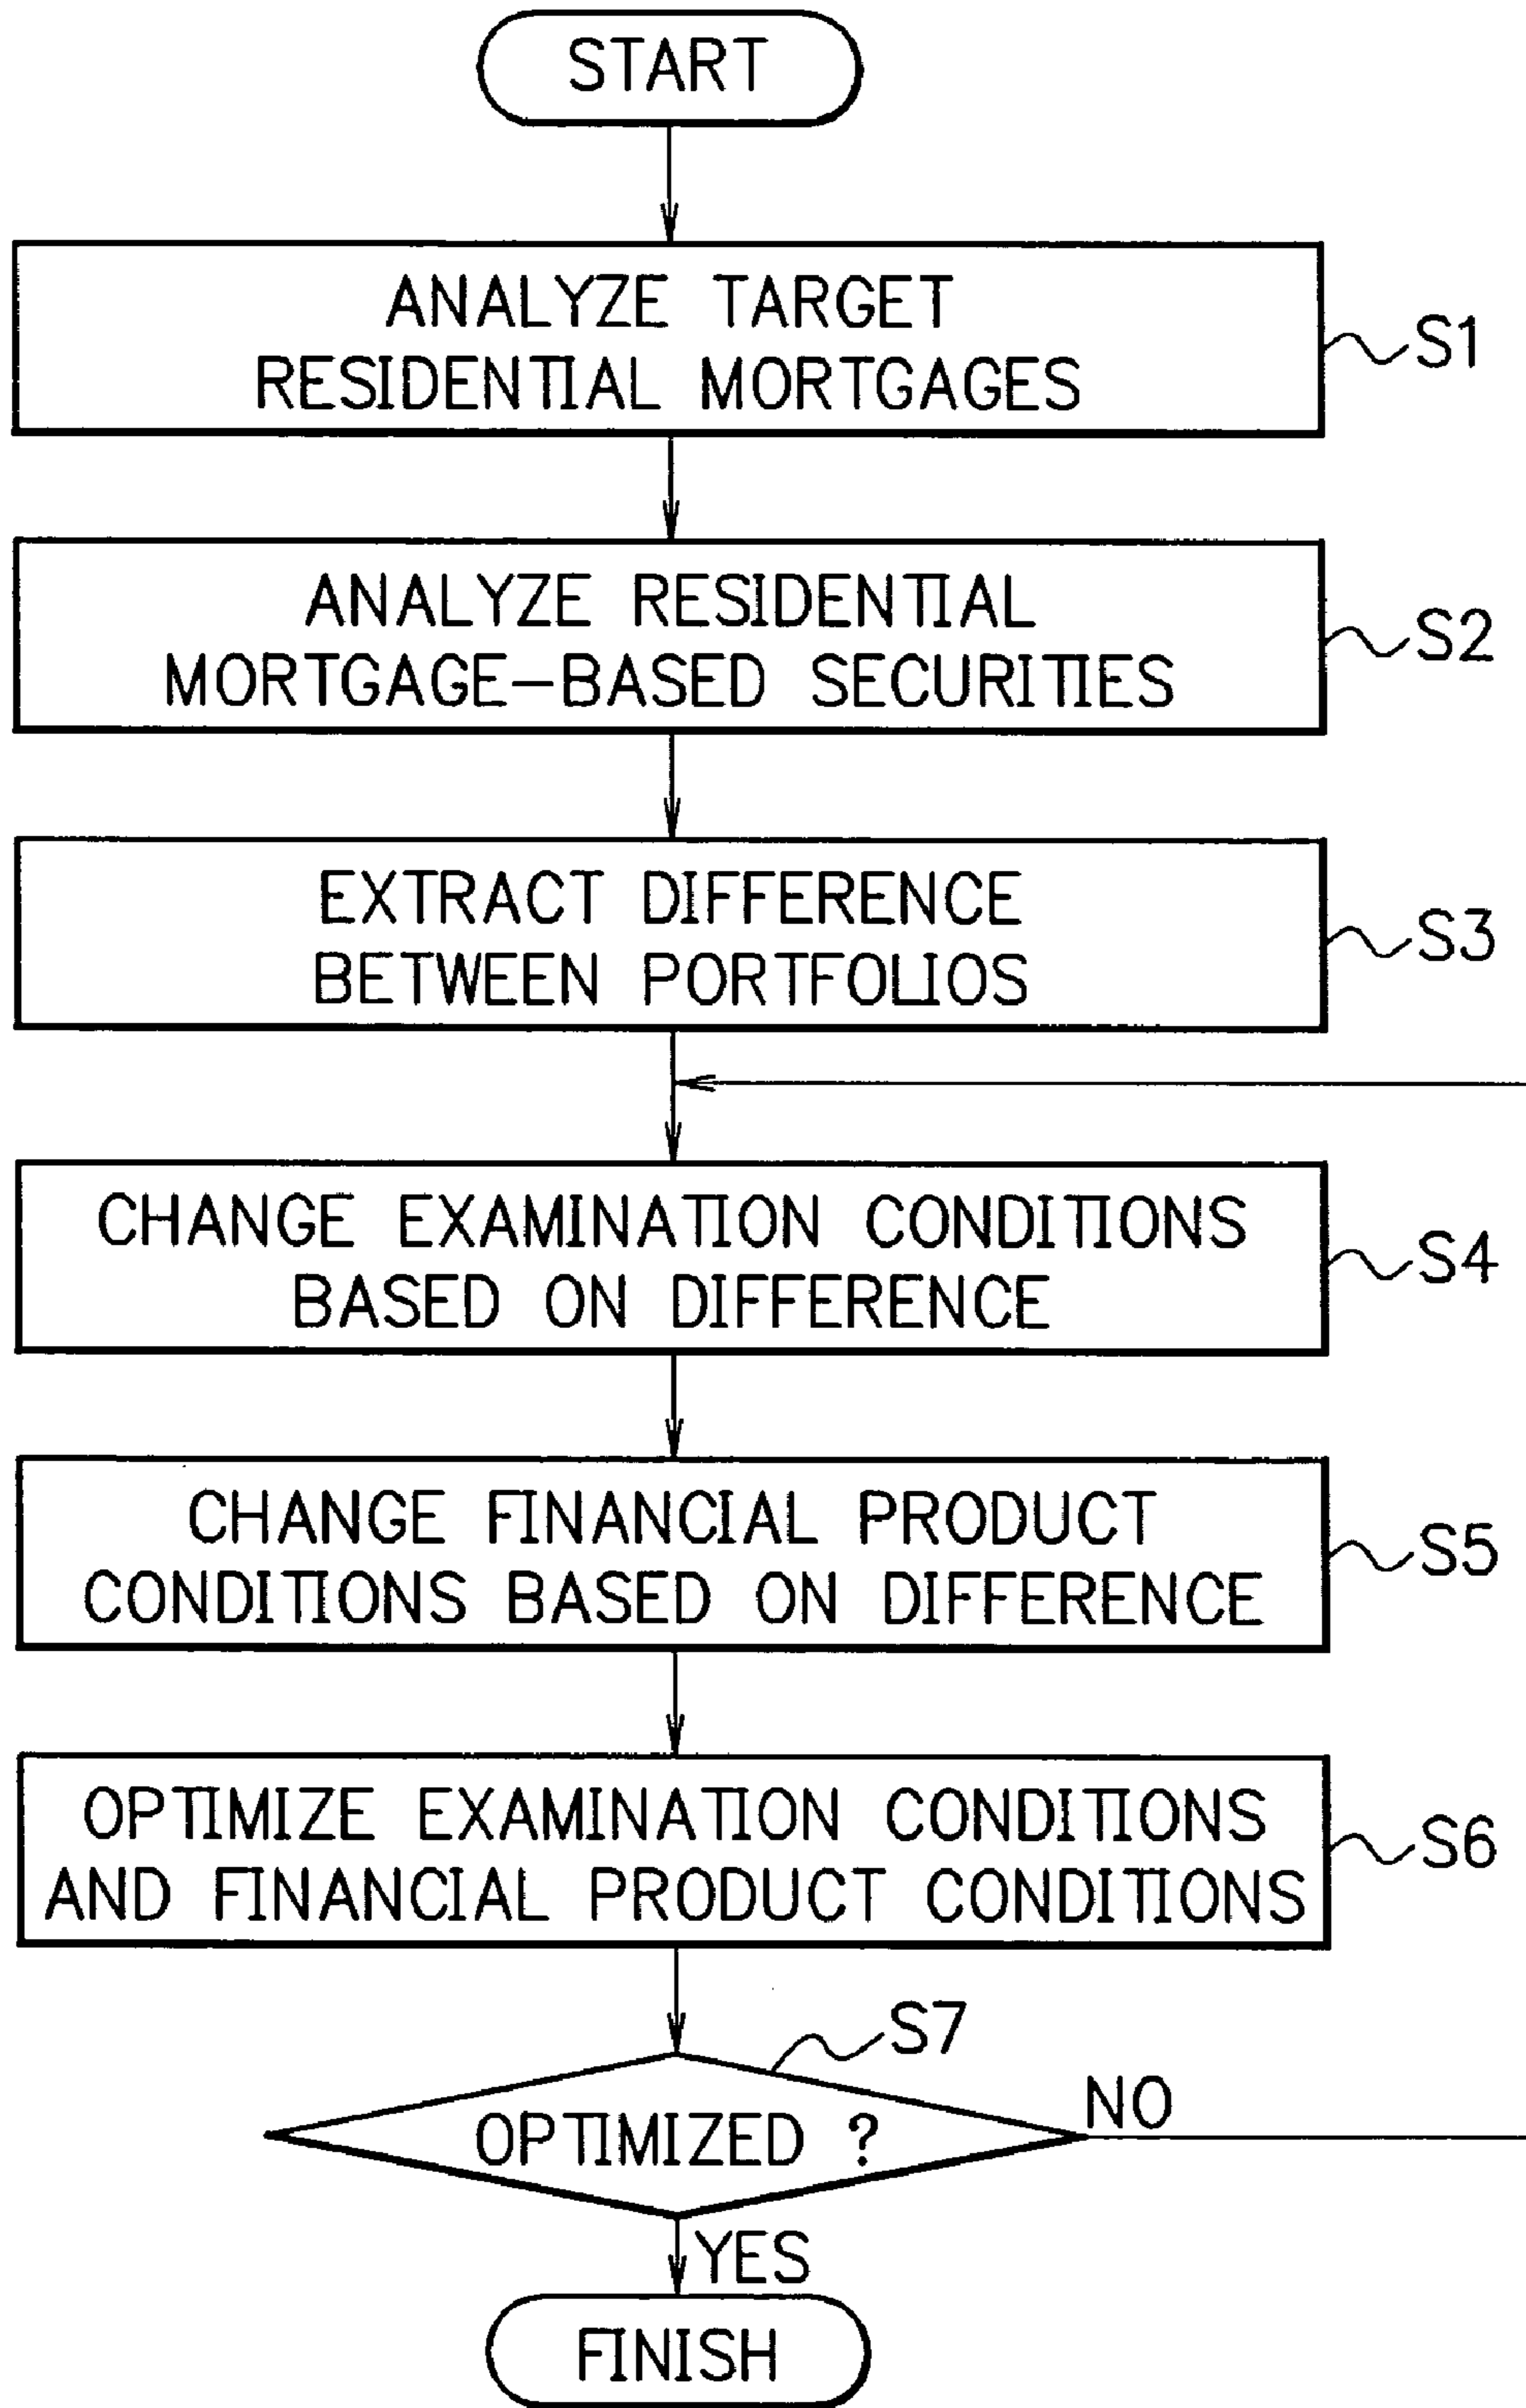 START
ANALYZE TARGET
RESIDENTIAL MORTGAGES
S1
ANALYZE RESIDENTIAL
MORTGAGE-BASED SECURITIES
S2
EXTRACT DIFFERENCE
BETWEEN PORTFOLIOS
S3
CHANGE EXAMINATION CONDITIONS
BASED ON DIFFERENCE
S4
CHANGE FINANCIAL PRODUCT
CONDITIONS BASED ON DIFFERENCE
S5
OPTIMIZE EXAMINATION CONDITIONS
AND FINANCIAL PRODUCT CONDITIONS
S6
S7
OPTIMIZED ?
NO
YES
FINISH